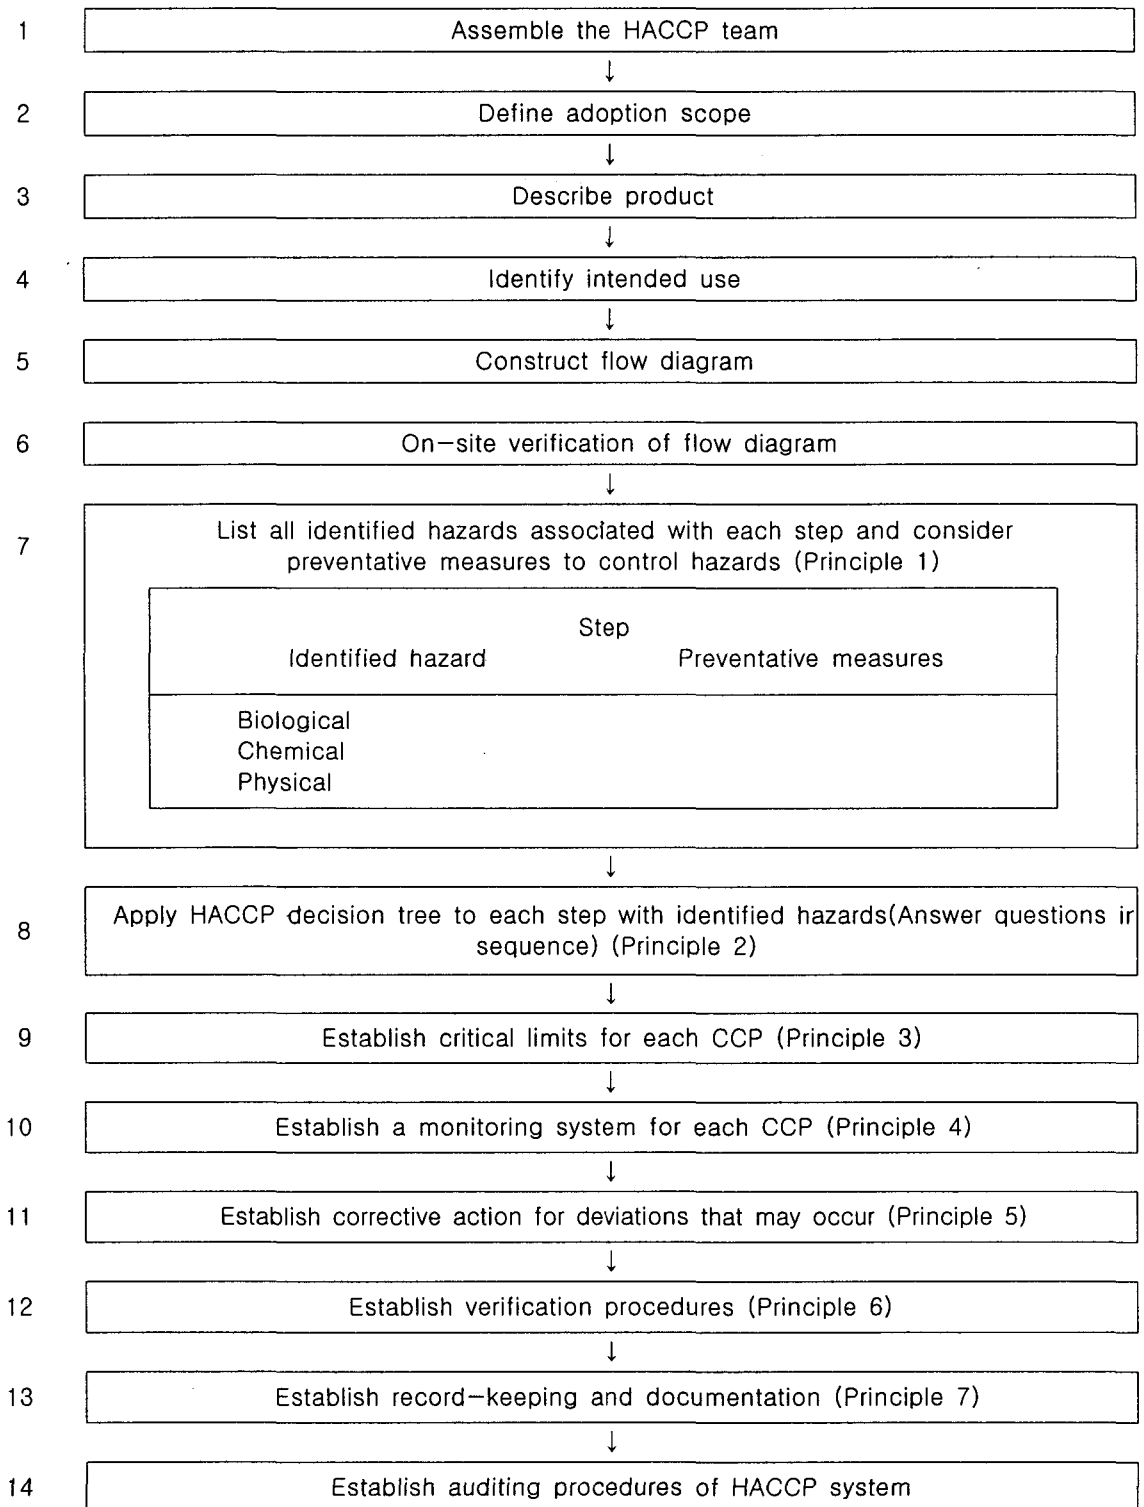 1 Assemble the HACCP team
↓
2 Define adoption scope
↓
3 Describe product
↓
4 Identify intended use
↓
5 Construct flow diagram
6 On-site verification of flow diagram
↓
7 List all identified hazards associated with each step and consider
preventative measures to control hazards (Principle 1)
Step
Identified hazard Preventative measures
Biological
Chemical
Physical
↓
8 Apply HACCP decision tree to each step with identified hazards(Answer questions ir
sequence) (Principle 2)
↓
9 Establish critical limits for each CCP (Principle 3)
↓
10 Establish a monitoring system for each CCP (Principle 4)
↓
11 Establish corrective action for deviations that may occur (Principle 5)
↓
12 Establish verification procedures (Principle 6)
↓
13 Establish record-keeping and documentation (Principle 7)
↓
14 Establish auditing procedures of HACCP system